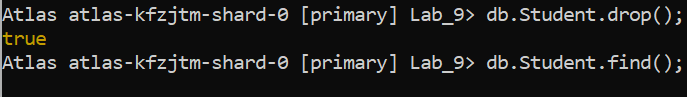 Atlas atlas-kfzjtm-shard-0 [primary] Lab_9> db.Student.drop();
true
Atlas atlas-kfzjtm-shard-0 [primary] Lab_9> db.Student.find();